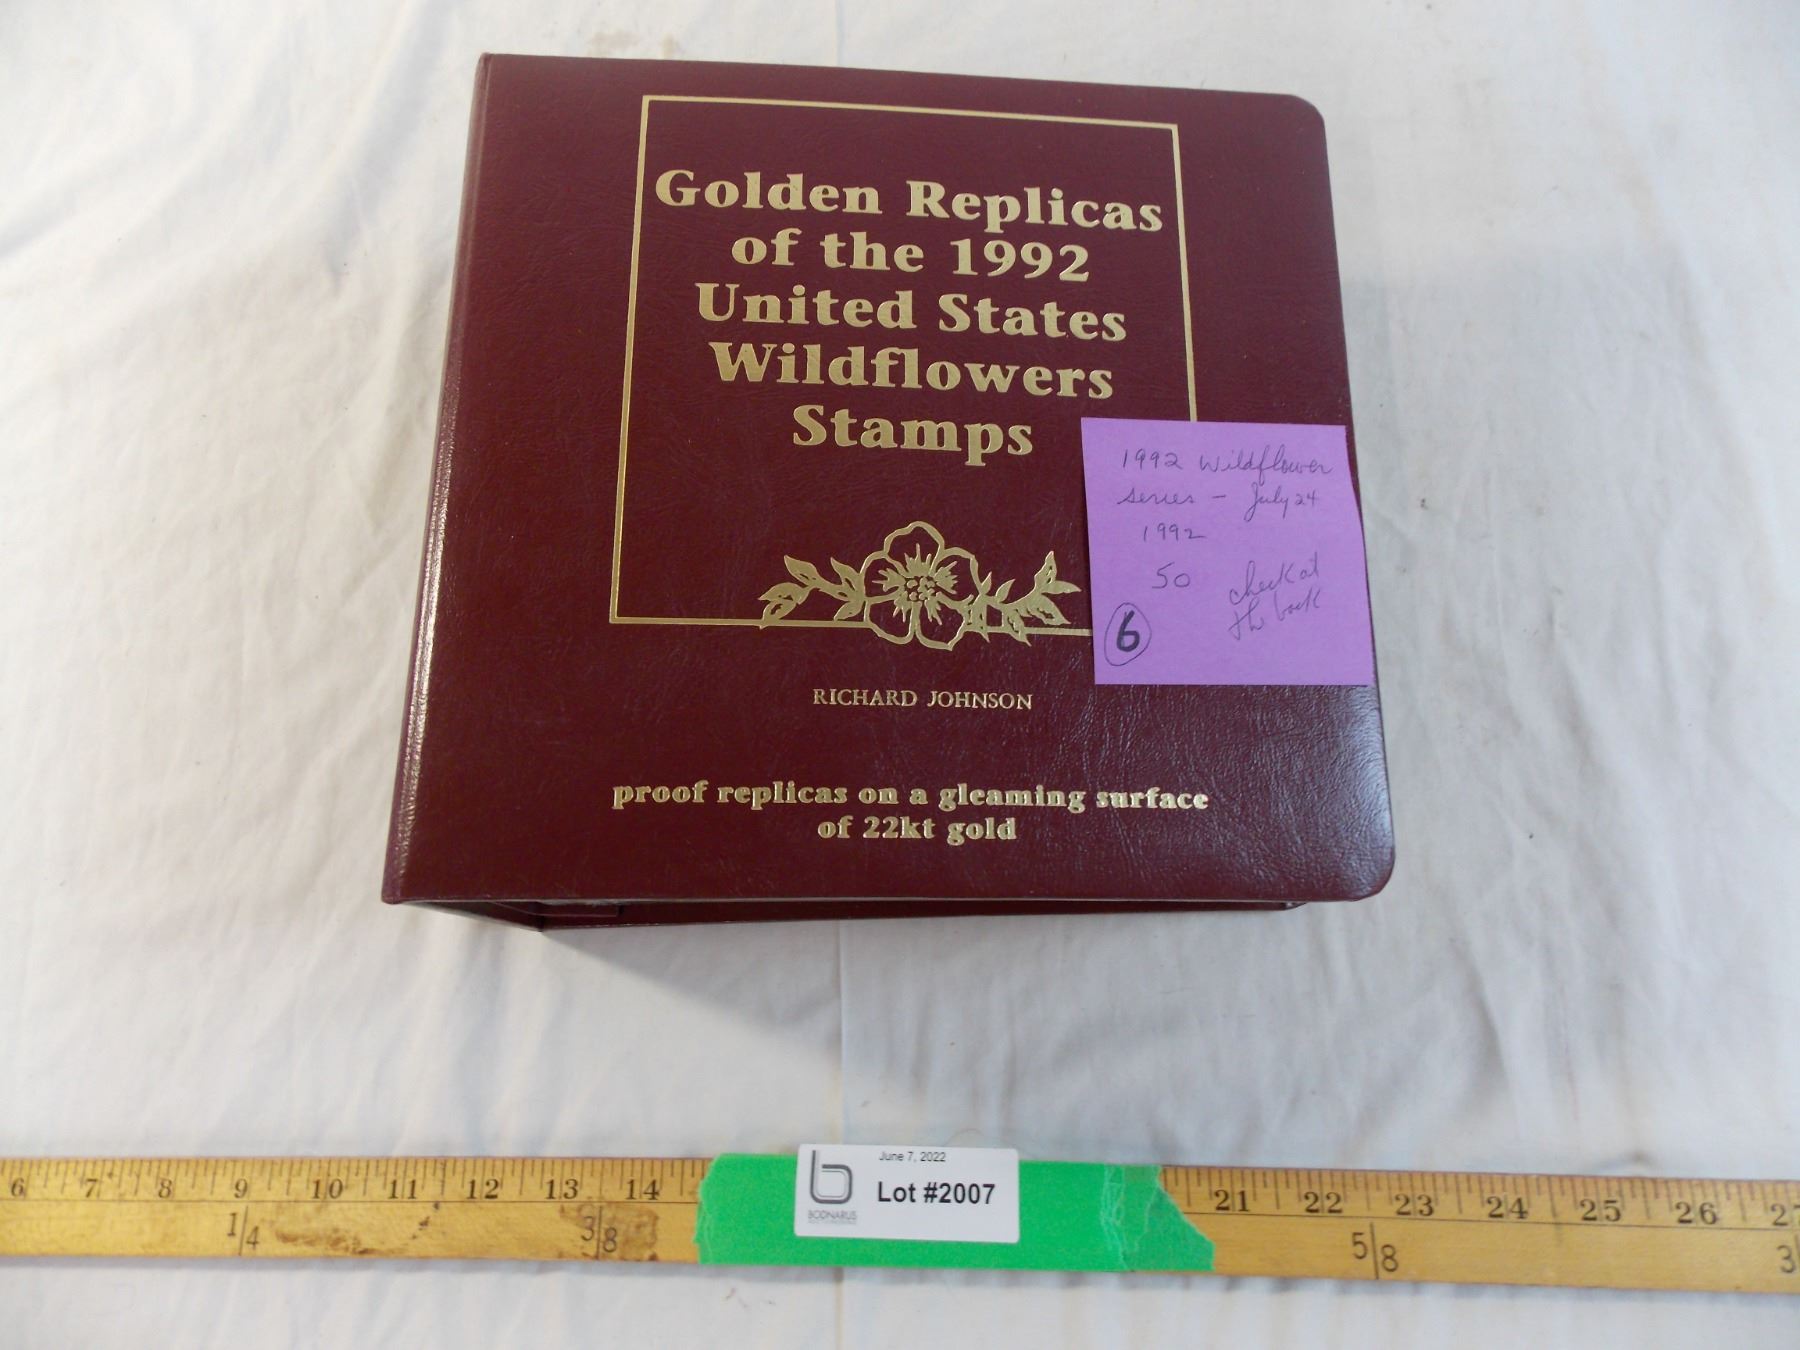 Golden Replicas
of the 1992
United States
Wildflowers
Stamps
1992 Wildflower
series - July 24
1992
50 check at
the back
6
RICHARD JOHNSON
proof replicas on a gleaming surface
of 22kt gold
June 7, 2022
Lot #2007
BODNARUS
6 7 8 9 10 11 12 13 14 21 22 23 24 25 26 27
1/4 3/8 5/8 3